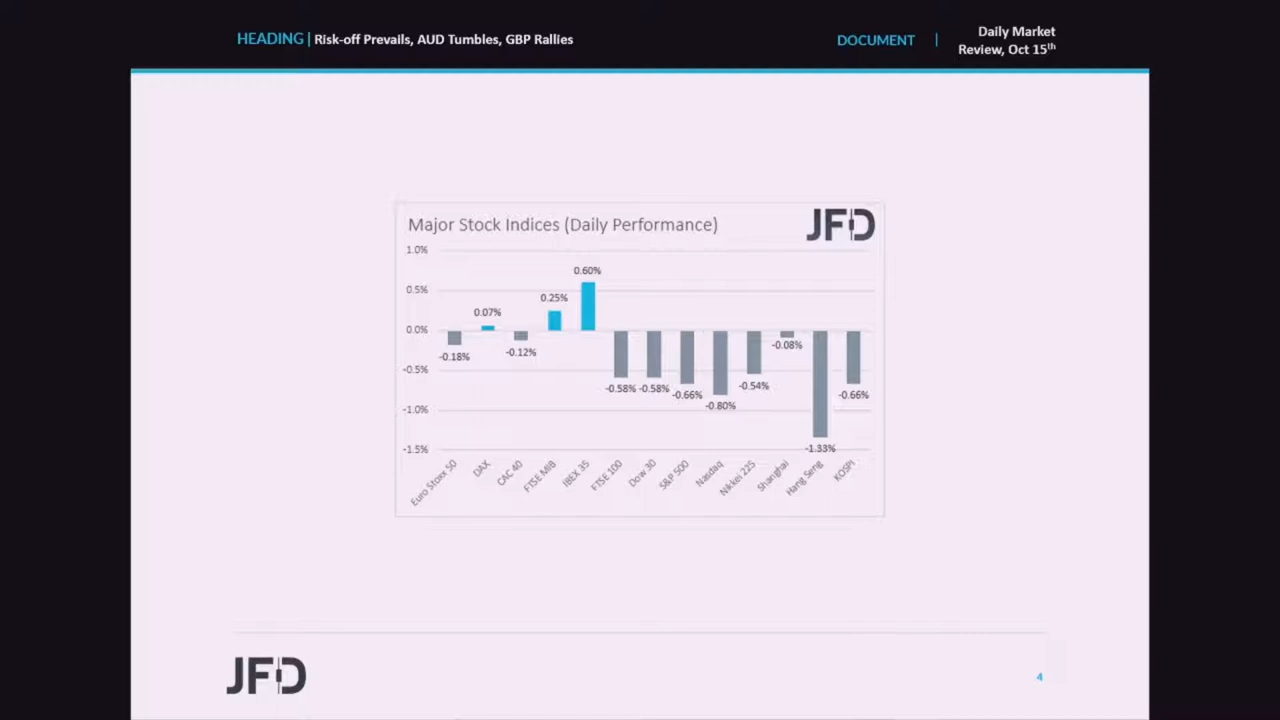 HEADING | Risk-off Prevails, AUD Tumbles, GBP Rallies
DOCUMENT | Daily Market
Review, Oct 15th
Major Stock Indices (Daily Performance)
JFD
1.0%
0.60%
0.5%
0.25%
0.07%
0.0%
-0.08%
-0.12%
-0.18%
-0.5%
-0.54%
-0.58% -0.58%
-0.66%
-0.66%
-0.80%
-1.0%
-1.5%
-1.33%
Euro Stoxx 50
DAX
CAC 40
FTSE MIB
IBEX 35
FTSE 100
Dow 30
S&P 500
Nasdaq
Nikkei 225
Shanghai
Hang Seng
KOSPI
JFD
4